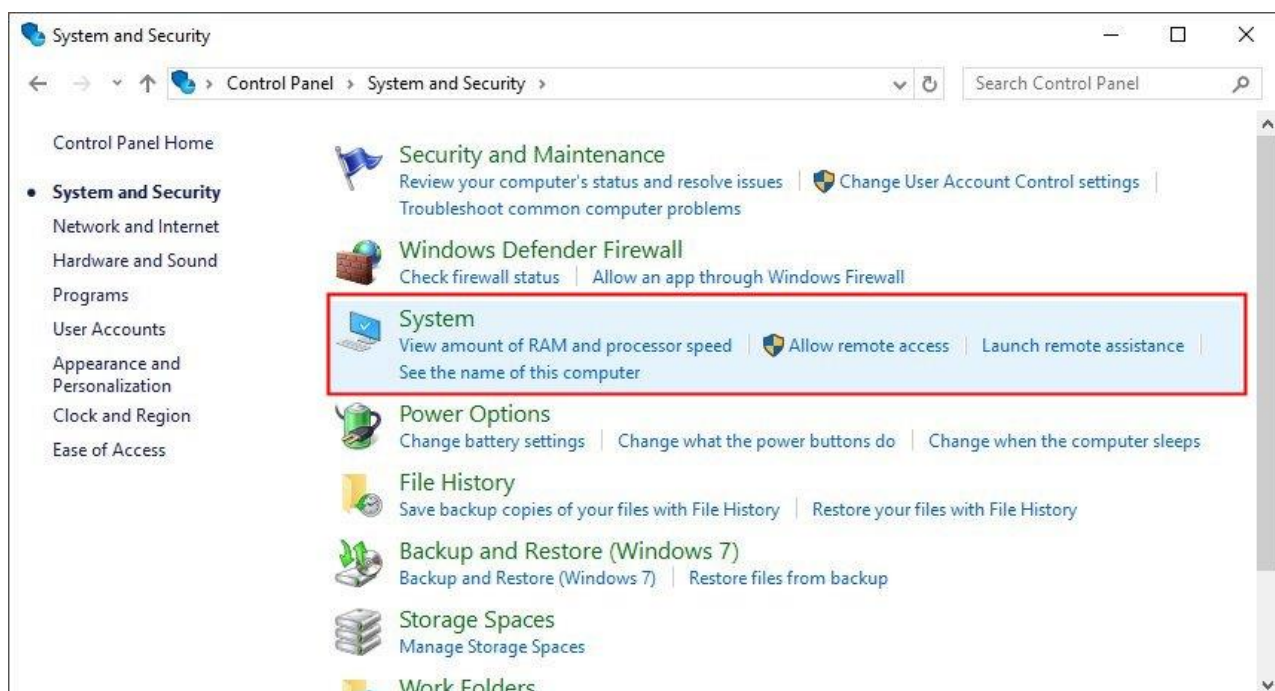 System and Security
Control Panel > System and Security >
Search Control Panel
Control Panel Home
System and Security
Network and Internet
Hardware and Sound
Programs
User Accounts
Appearance and
Personalization
Clock and Region
Ease of Access
Security and Maintenance
Review your computer's status and resolve issues | Change User Account Control settings |
Troubleshoot common computer problems
Windows Defender Firewall
Check firewall status | Allow an app through Windows Firewall
System
View amount of RAM and processor speed | Allow remote access | Launch remote assistance |
See the name of this computer
Power Options
Change battery settings | Change what the power buttons do | Change when the computer sleeps
File History
Save backup copies of your files with File History | Restore your files with File History
Backup and Restore (Windows 7)
Backup and Restore (Windows 7) | Restore files from backup
Storage Spaces
Manage Storage Spaces
Work Folders